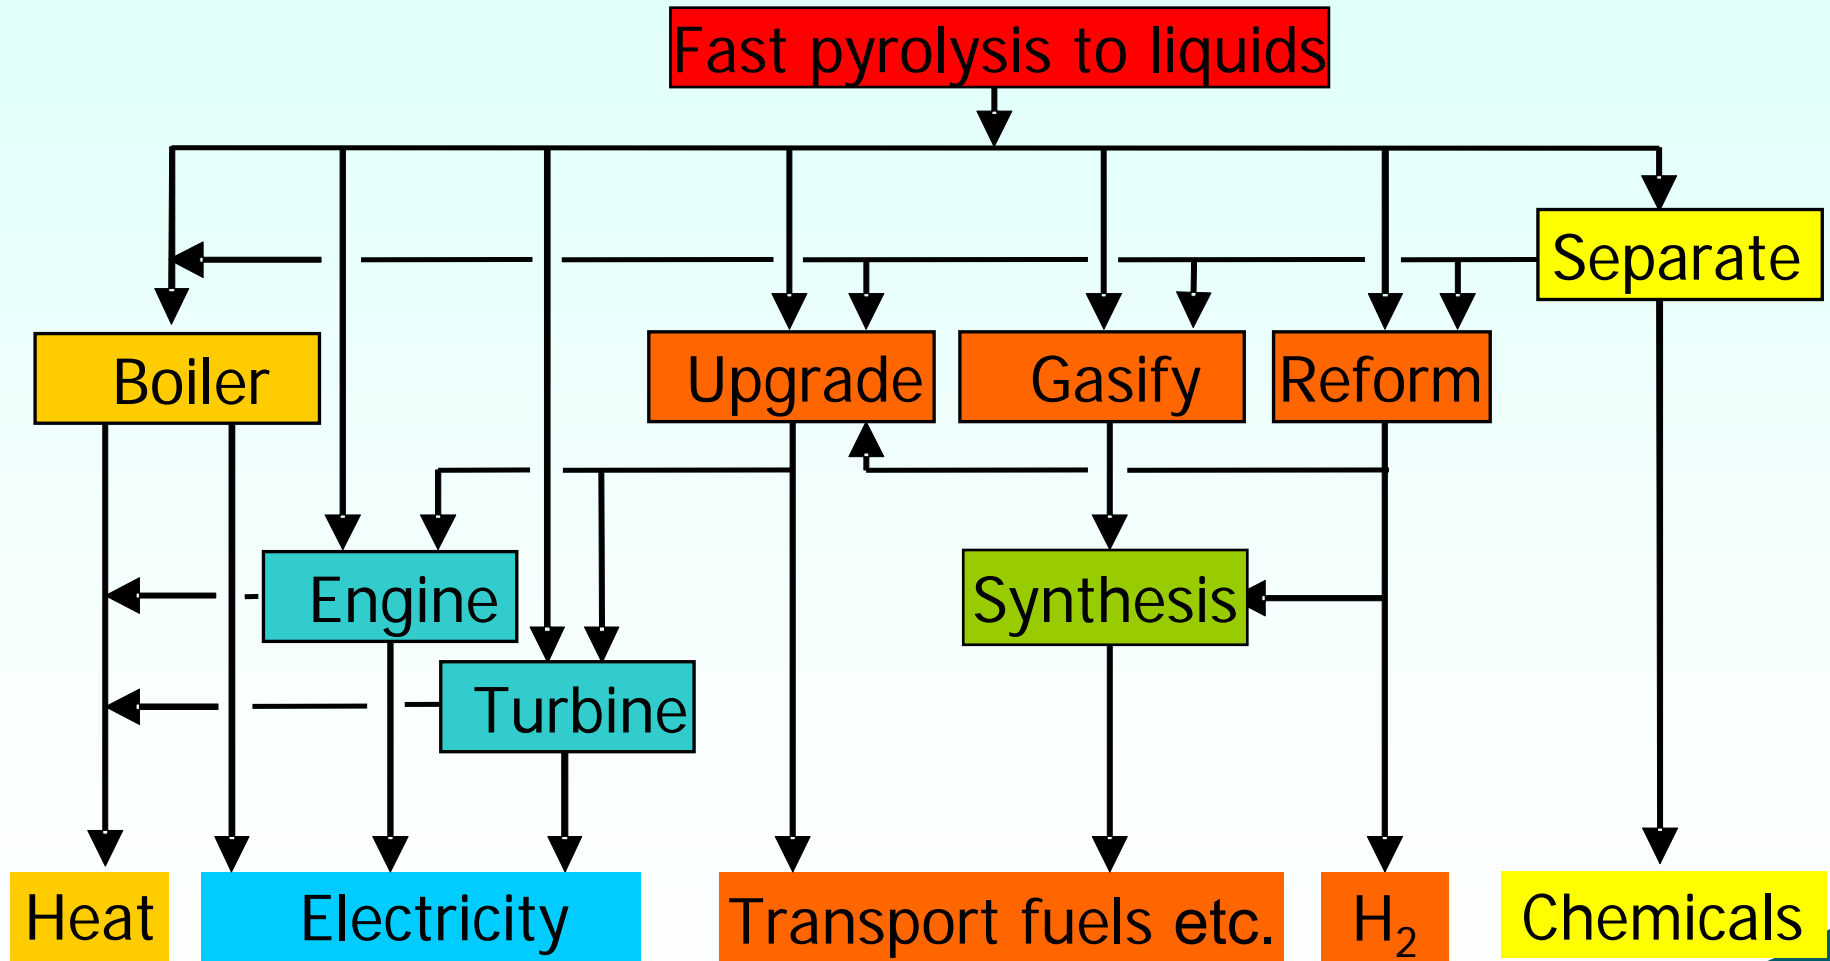 Fast pyrolysis to liquids
Separate
Boiler
Upgrade
Gasify
Reform
Engine
Synthesis
Turbine
Heat
Electricity
Transport fuels etc.
H₂
Chemicals